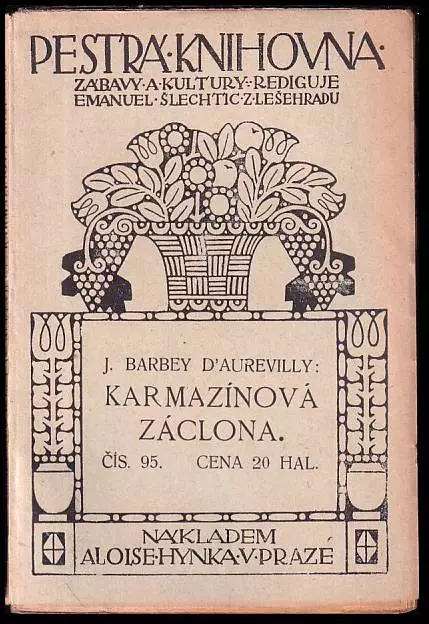 PESTRÁ·KNIHOVNA·
ZÁBAVY·A·KULTURY·REDIGUJE
EMANUEL·ŠLECHTIC·Z·LEŠEHRADU
J. BARBEY D'AUREVILLY:
KARMAZÍNOVÁ
ZÁCLONA.
ČÍS. 95. CENA 20 HAL.
NÁKLADEM
ALOISE·HYNKA·V·PRAZE